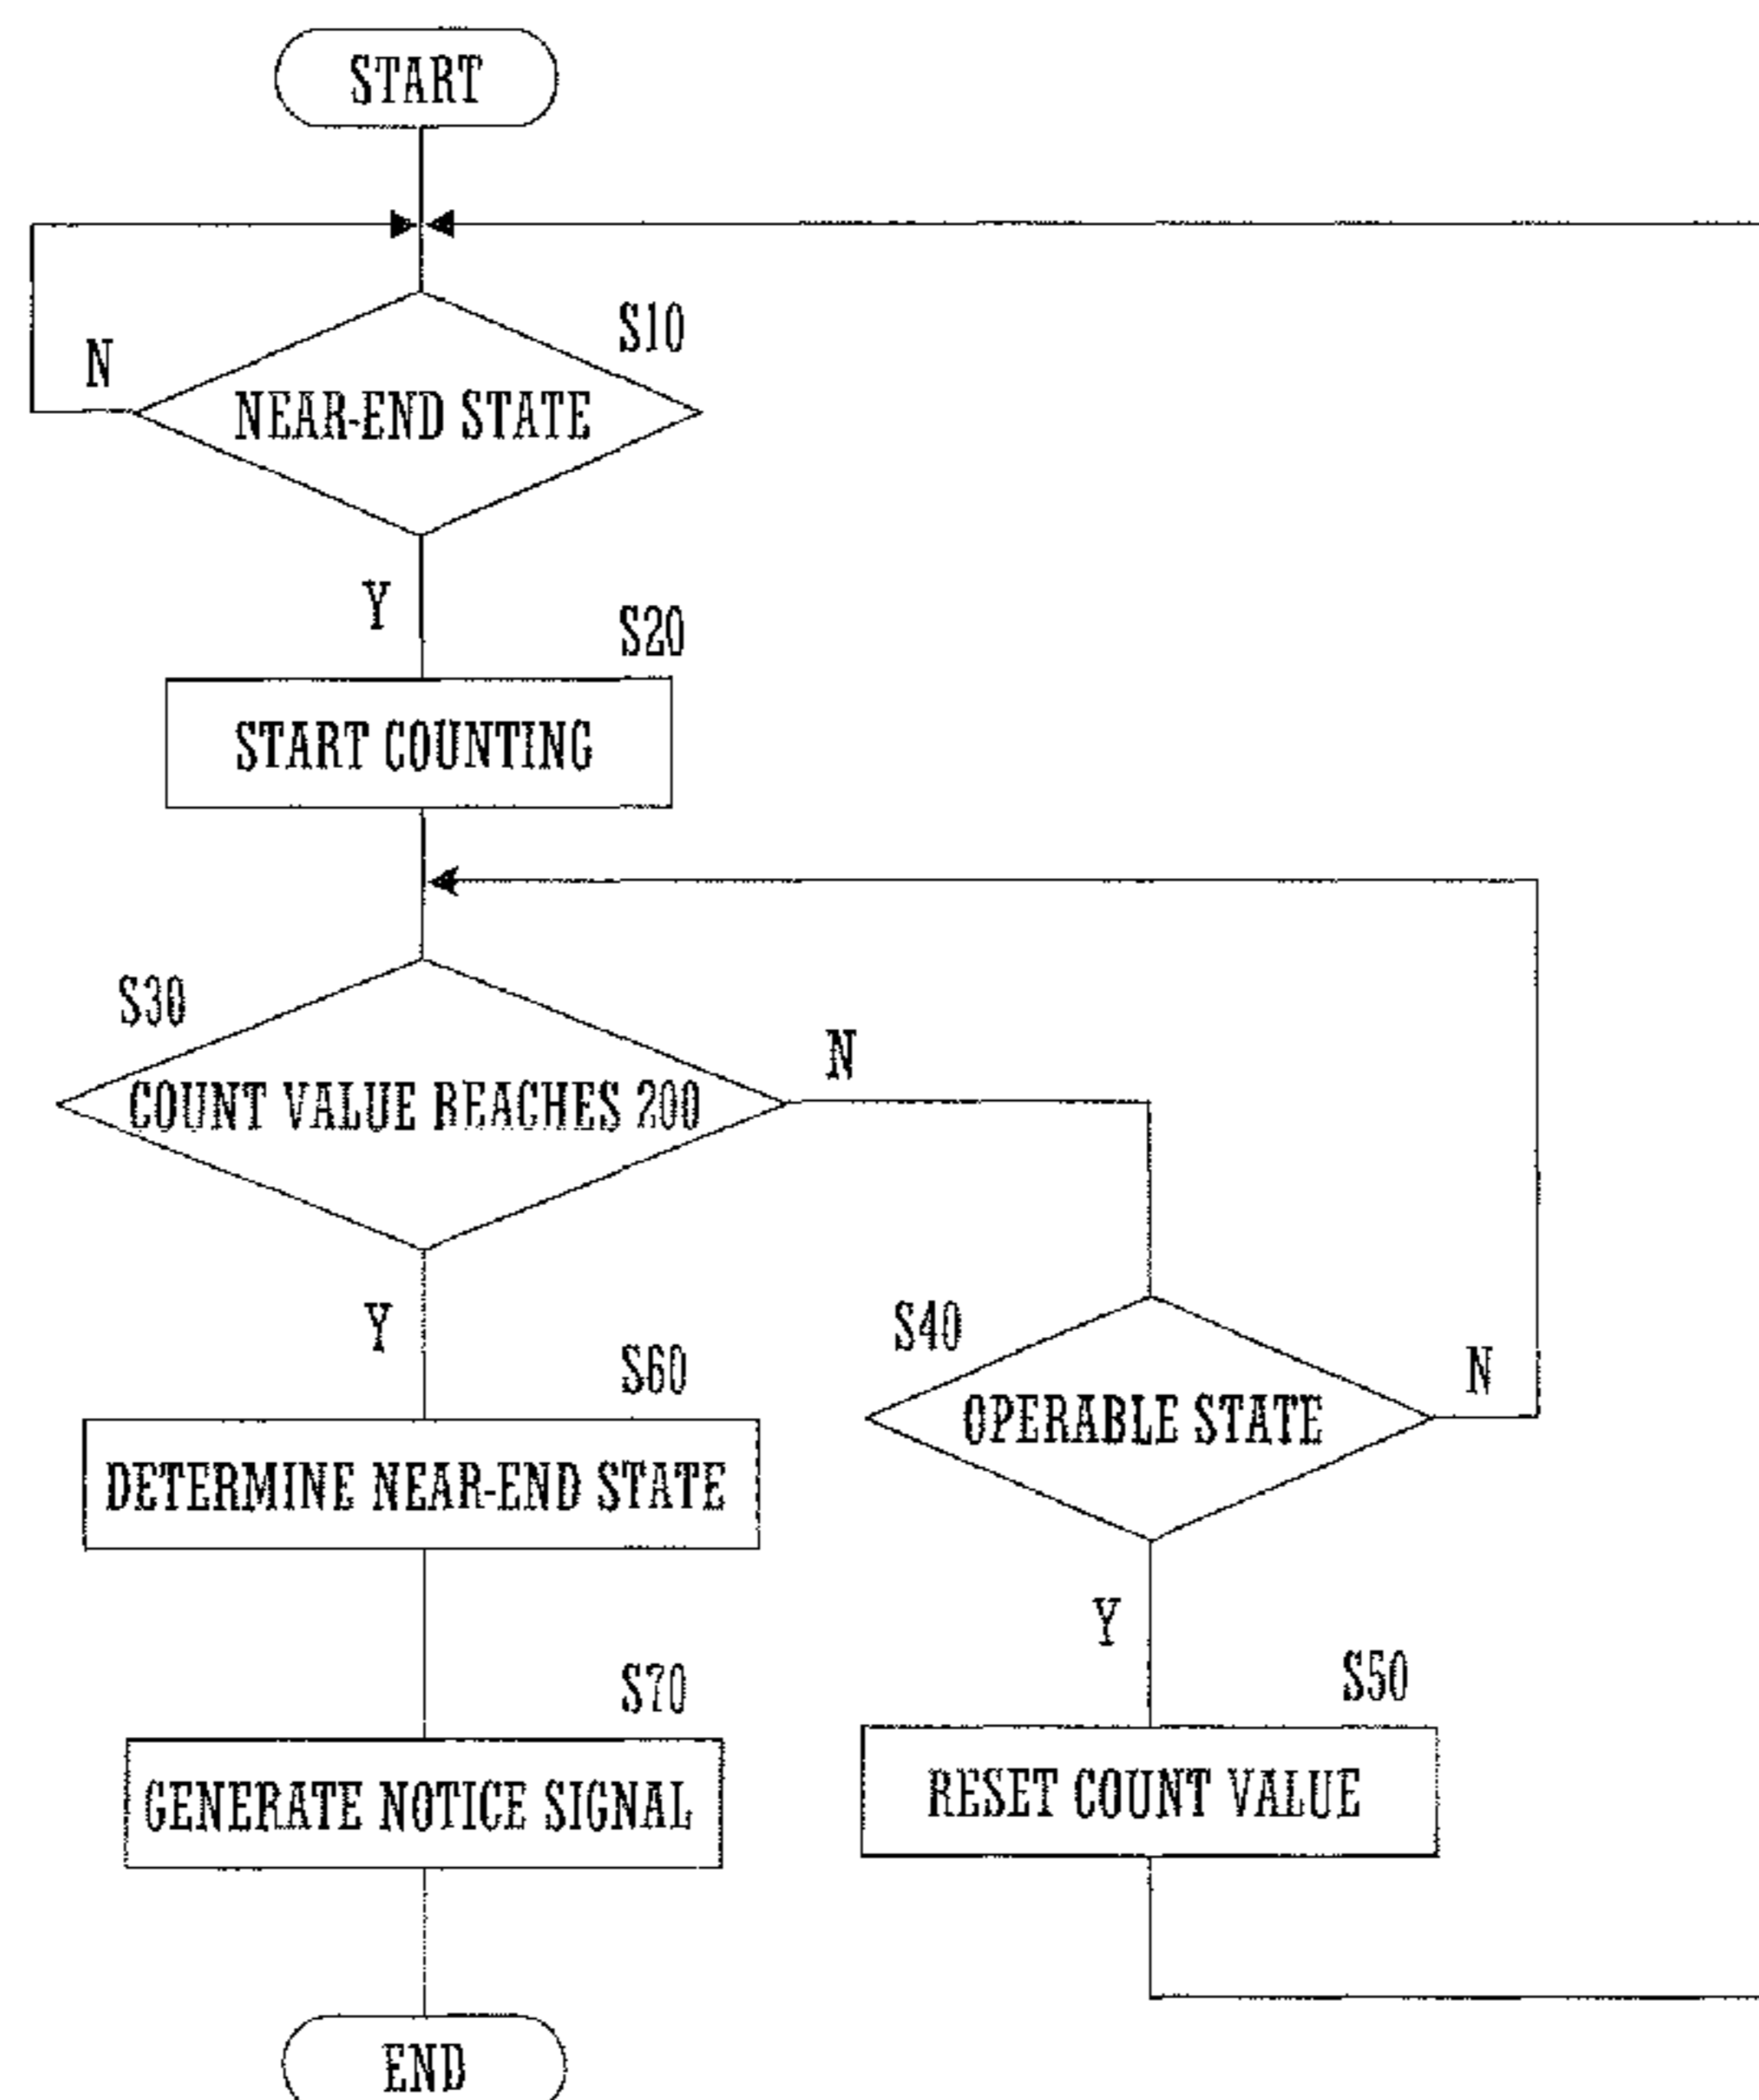 START
S10
N
NEAR-END STATE
Y
S20
START COUNTING
S30
N
COUNT VALUE REACHES 200
Y
S40
N
S60
OPERABLE STATE
DETERMINE NEAR-END STATE
Y
S50
S70
RESET COUNT VALUE
GENERATE NOTICE SIGNAL
END